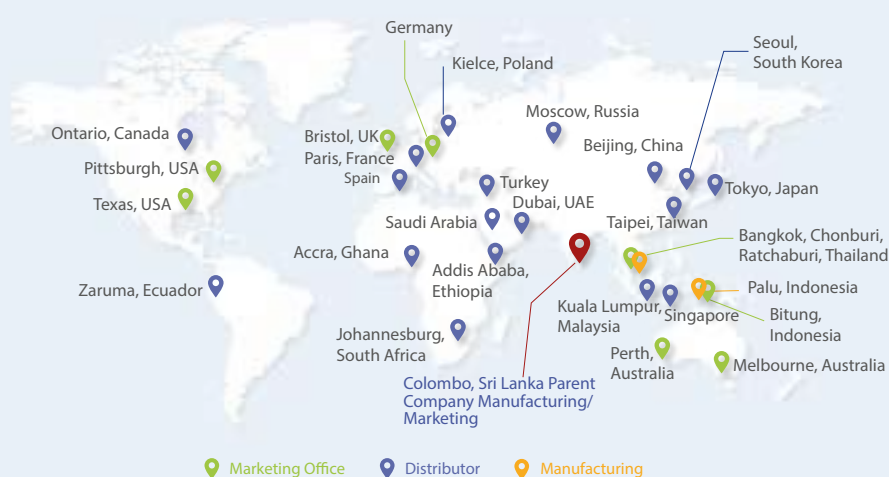 Germany
Seoul,
South Korea
Kielce, Poland
Moscow, Russia
Ontario, Canada
Bristol, UK
Beijing, China
Paris, France
Pittsburgh, USA
Spain
Turkey
Tokyo, Japan
Texas, USA
Dubai, UAE
Saudi Arabia
Taipei, Taiwan
Bangkok, Chonburi,
Ratchaburi, Thailand
Accra, Ghana
Addis Ababa,
Ethiopia
Zaruma, Ecuador
Palu, Indonesia
Kuala Lumpur,
Malaysia
Singapore
Bitung,
Indonesia
Johannesburg,
South Africa
Perth,
Australia
Melbourne, Australia
Colombo, Sri Lanka Parent
Company Manufacturing/
Marketing
Marketing Office
Distributor
Manufacturing